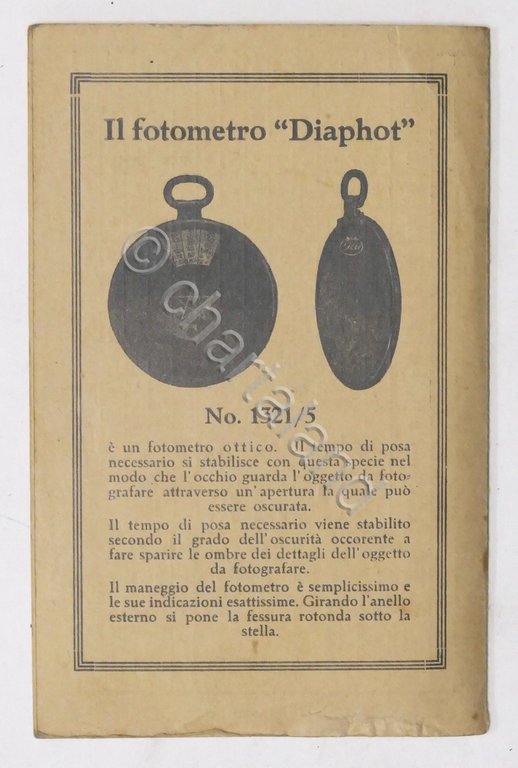 Il fotometro “Diaphot”
No. 1321/5
è un fotometro ottico. Il tempo di posa
necessario si stabilisce con questa specie nel
modo che l'occhio guarda l'oggetto da foto-
grafare attraverso un'apertura la quale può
essere oscurata.
Il tempo di posa necessario viene stabilito
secondo il grado dell'oscurità occorente a
fare sparire le ombre dei dettagli dell'oggetto
da fotografare.
Il maneggio del fotometro è semplicissimo e
le sue indicazioni esattissime. Girando l'anello
esterno si pone la fessura rotonda sotto la
stella.
© chartaland